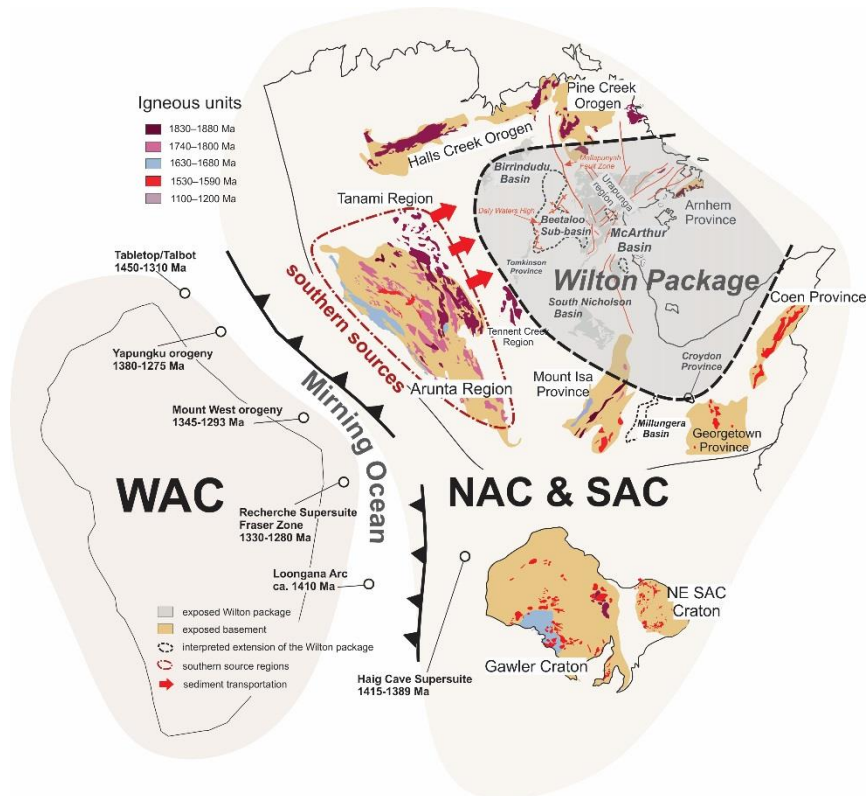 Igneous units
1830–1880 Ma
1740–1800 Ma
1630–1680 Ma
1530–1590 Ma
1100–1200 Ma
Pine Creek
Orogen
Halls Creek Orogen
Birrindudu
Basin
Mallapunyah
Fault Zone
Urapunga
region
Arnhem
Province
Tanami Region
Daly Waters High
Beetaloo
Sub-basin
McArthur
Basin
Tomkinson
Province
Wilton Package
South Nicholson
Basin
Coen Province
Tennent Creek
Region
southern sources
Arunta Region
Mount Isa
Province
Croydon
Province
Millungera
Basin
Georgetown
Province
Tabletop/Talbot
1450-1310 Ma
Yapungku orogeny
1380-1275 Ma
Mount West orogeny
1345-1293 Ma
Mirning Ocean
WAC
NAC & SAC
Recherche Supersuite
Fraser Zone
1330-1280 Ma
Loongana Arc
ca. 1410 Ma
NE SAC
Craton
Gawler Craton
Haig Cave Supersuite
1415-1389 Ma
exposed Wilton package
exposed basement
interpreted extension of the Wilton package
southern source regions
sediment transportation